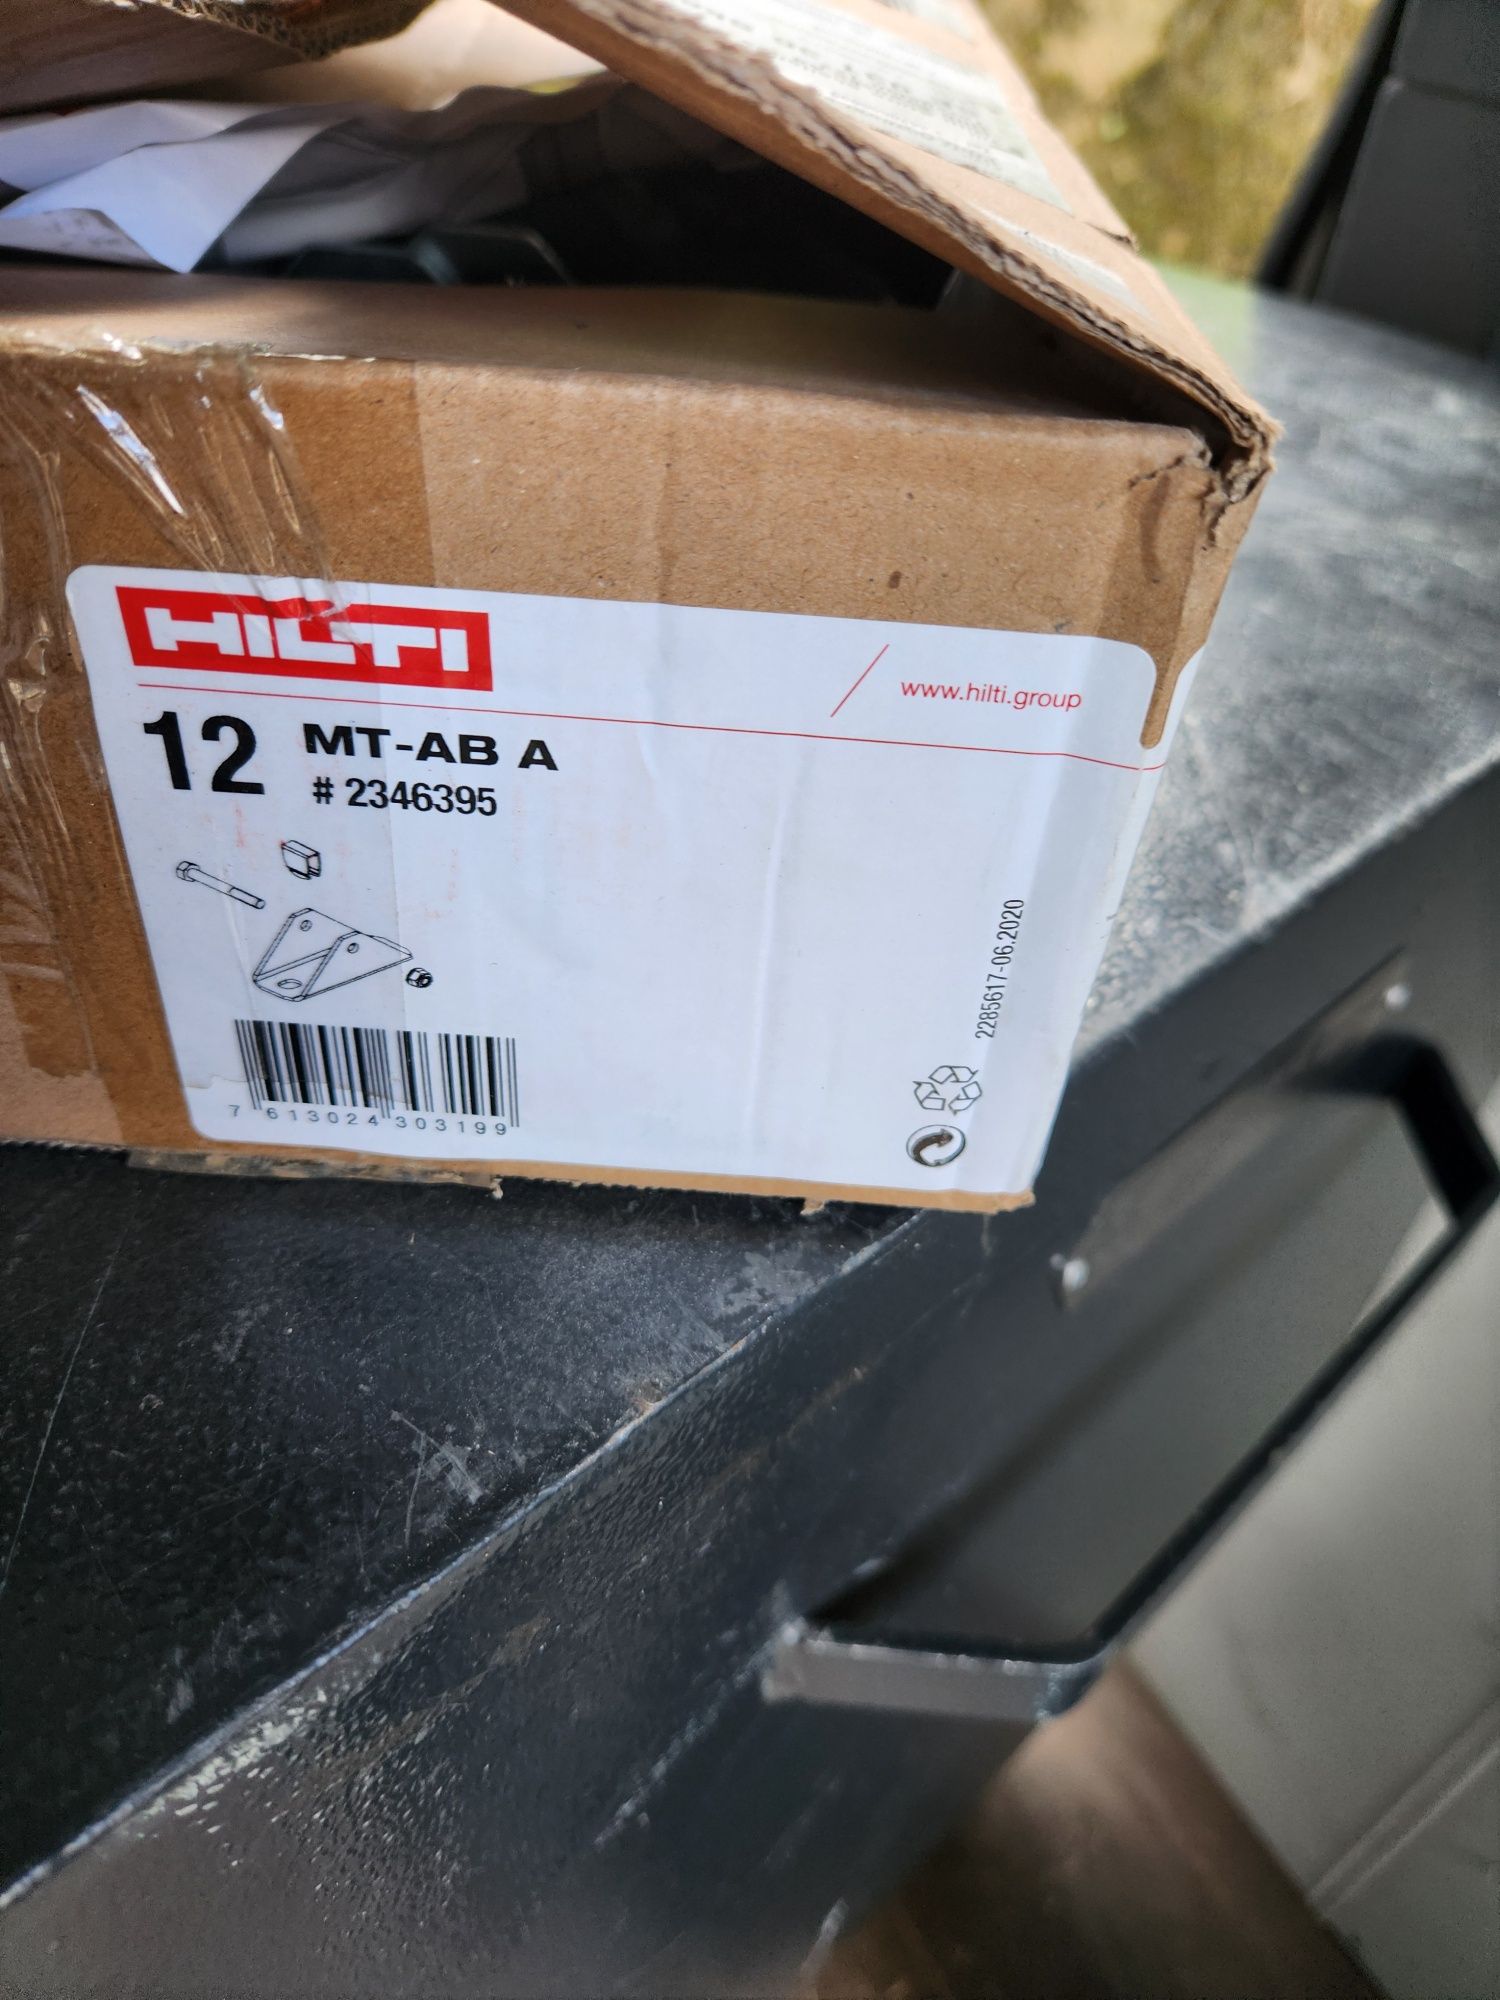 HILTI
www.hilti.group
12 MT-AB A
# 2346395
2285617-06.2020
7 613024 303199